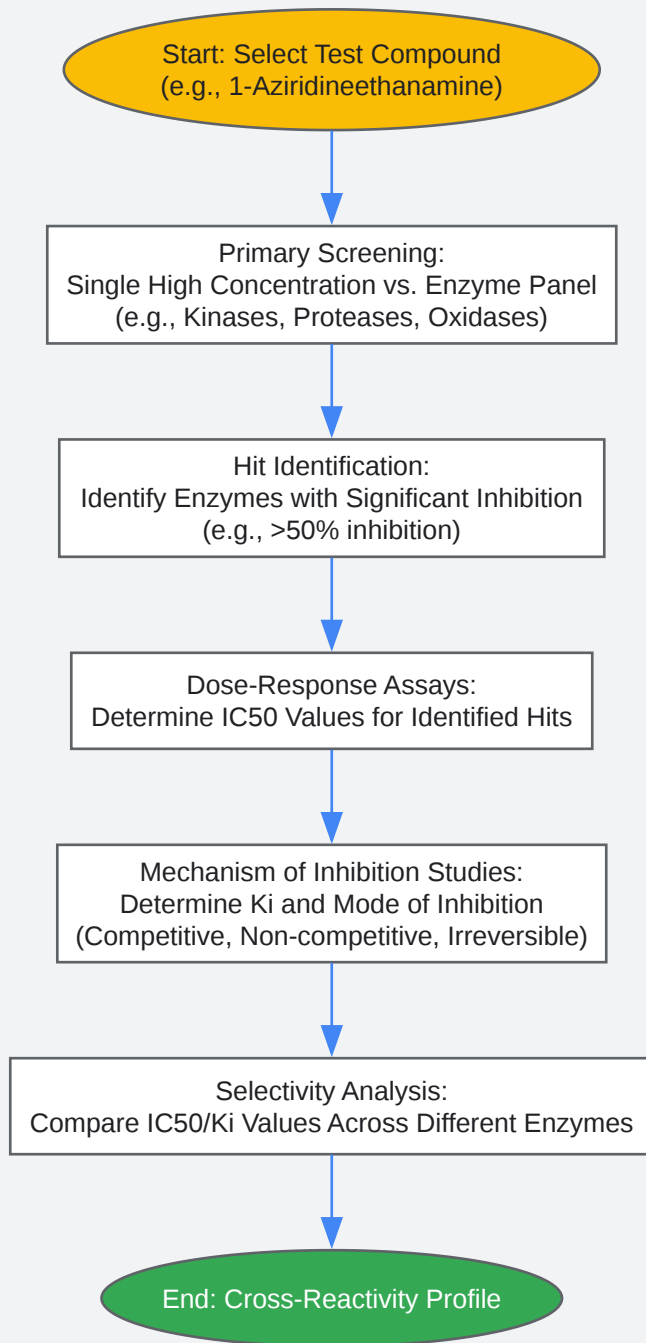 Start: Select Test Compound
(e.g., 1-Aziridineethanamine)
Primary Screening:
Single High Concentration vs. Enzyme Panel
(e.g., Kinases, Proteases, Oxidases)
Hit Identification:
Identify Enzymes with Significant Inhibition
(e.g., >50% inhibition)
Dose-Response Assays:
Determine IC50 Values for Identified Hits
Mechanism of Inhibition Studies:
Determine Ki and Mode of Inhibition
(Competitive, Non-competitive, Irreversible)
Selectivity Analysis:
Compare IC50/Ki Values Across Different Enzymes
End: Cross-Reactivity Profile